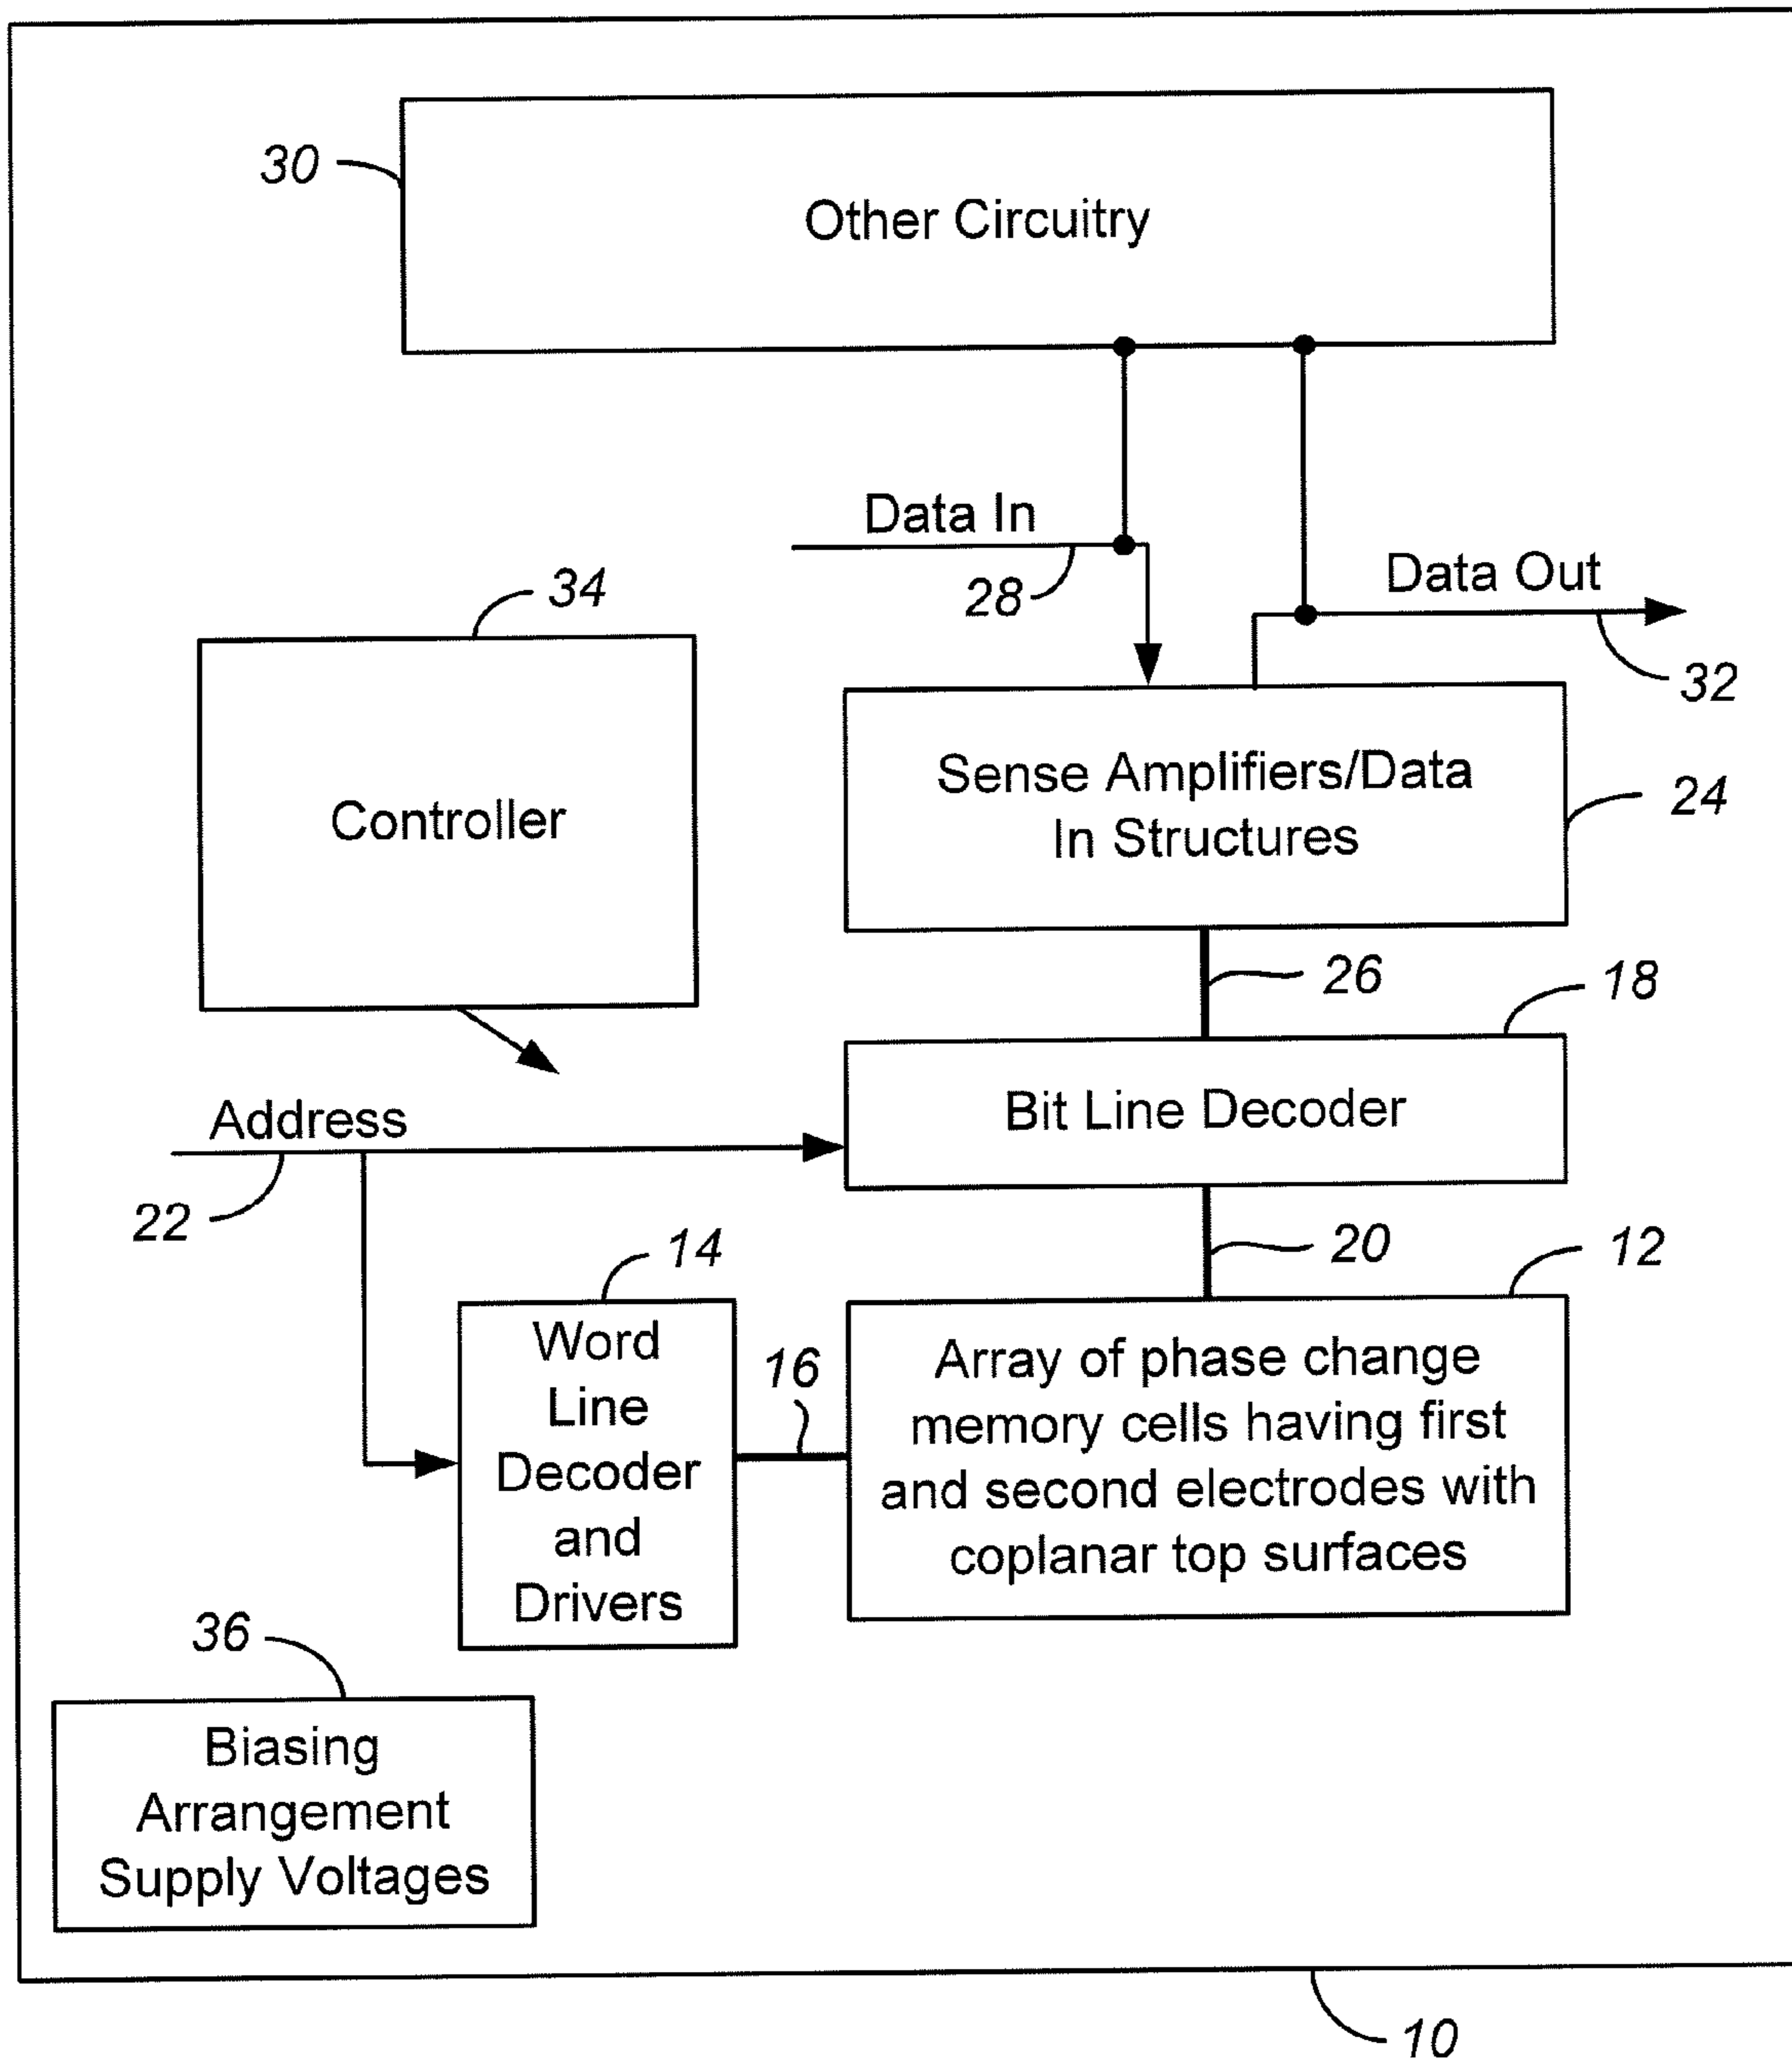 30
Other Circuitry
Data In
28
Data Out
32
34
Controller
Sense Amplifiers/Data
In Structures
24
26
18
Bit Line Decoder
Address
22
20
14
12
Word
Line
Decoder
and
Drivers
16
Array of phase change
memory cells having first
and second electrodes with
coplanar top surfaces
36
Biasing
Arrangement
Supply Voltages
10